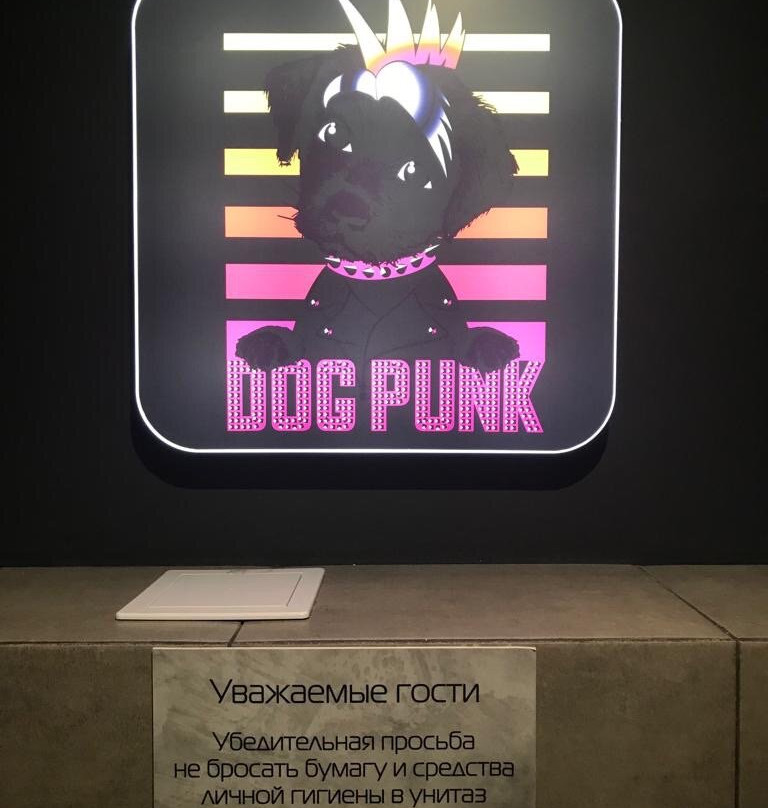 DOG PUNK
Уважаемые гости
Убедительная просьба
не бросать бумагу и средства
личной гигиены в унитаз